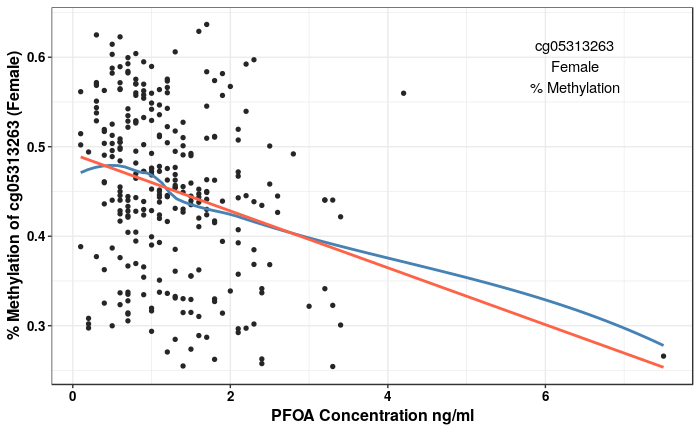 cg05313263
Female
% Methylation
% Methylation of cg05313263 (Female)
0.6
0.5
0.4
0.3
0 2 4 6
PFOA Concentration ng/ml